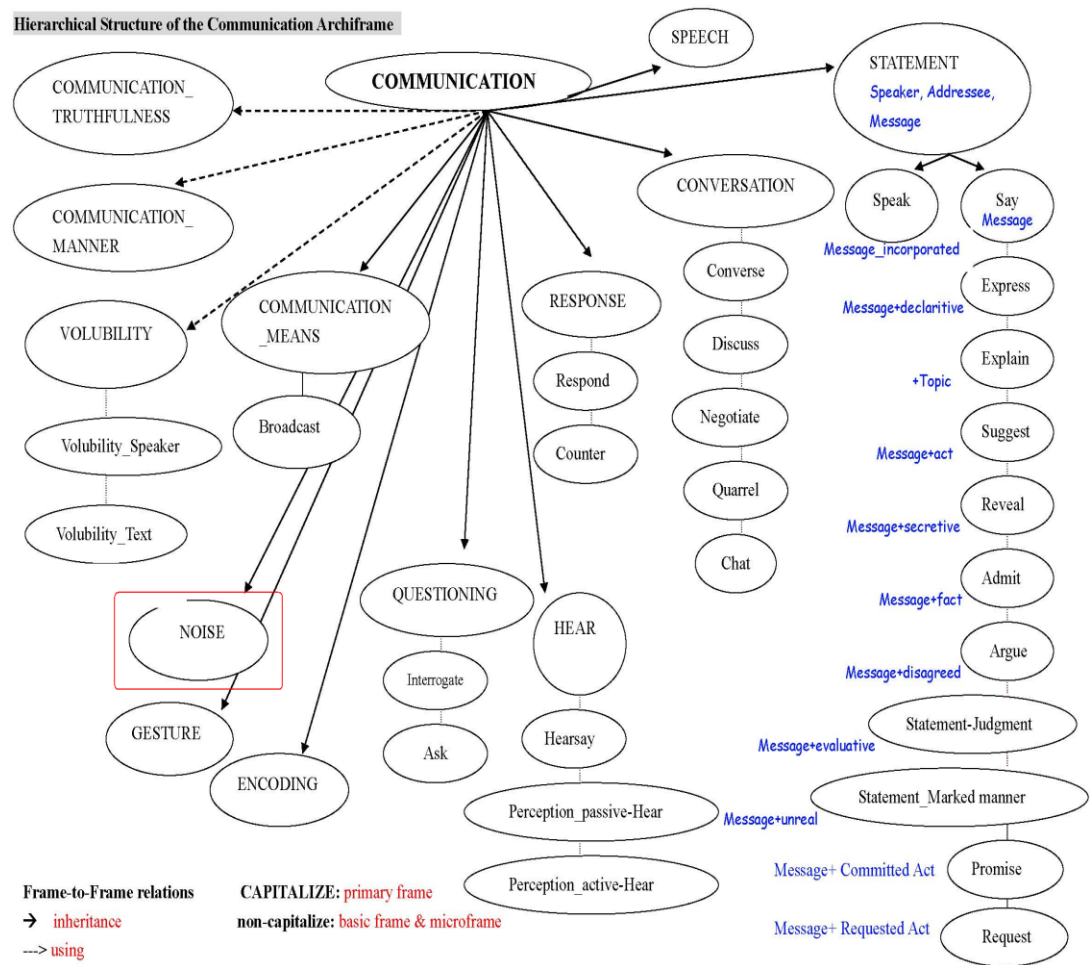 Hierarchical Structure of the Communication Archiframe
COMMUNICATION
SPEECH
STATEMENT
Speaker, Addressee,
Message
COMMUNICATION_
TRUTHFULNESS
COMMUNICATION_
MANNER
VOLUBILITY
Volubility_Speaker
Volubility_Text
COMMUNICATION
_MEANS
Broadcast
RESPONSE
Respond
Counter
CONVERSATION
Converse
Discuss
Negotiate
Quarrel
Chat
Speak
Message_incorporated
Say
Message
Express
Message+declaritive
Explain
+Topic
Suggest
Message+act
Reveal
Message+secretive
Admit
Message+fact
Argue
Message+disagreed
Statement-Judgment
Message+evaluative
Statement_Marked manner
Message+unreal
Promise
Message+ Committed Act
Request
Message+ Requested Act
NOISE
GESTURE
ENCODING
QUESTIONING
Interrogate
Ask
HEAR
Hearsay
Perception_passive-Hear
Perception_active-Hear
Frame-to-Frame relations
→ inheritance
---> using
CAPITALIZE: primary frame
non-capitalize: basic frame & microframe